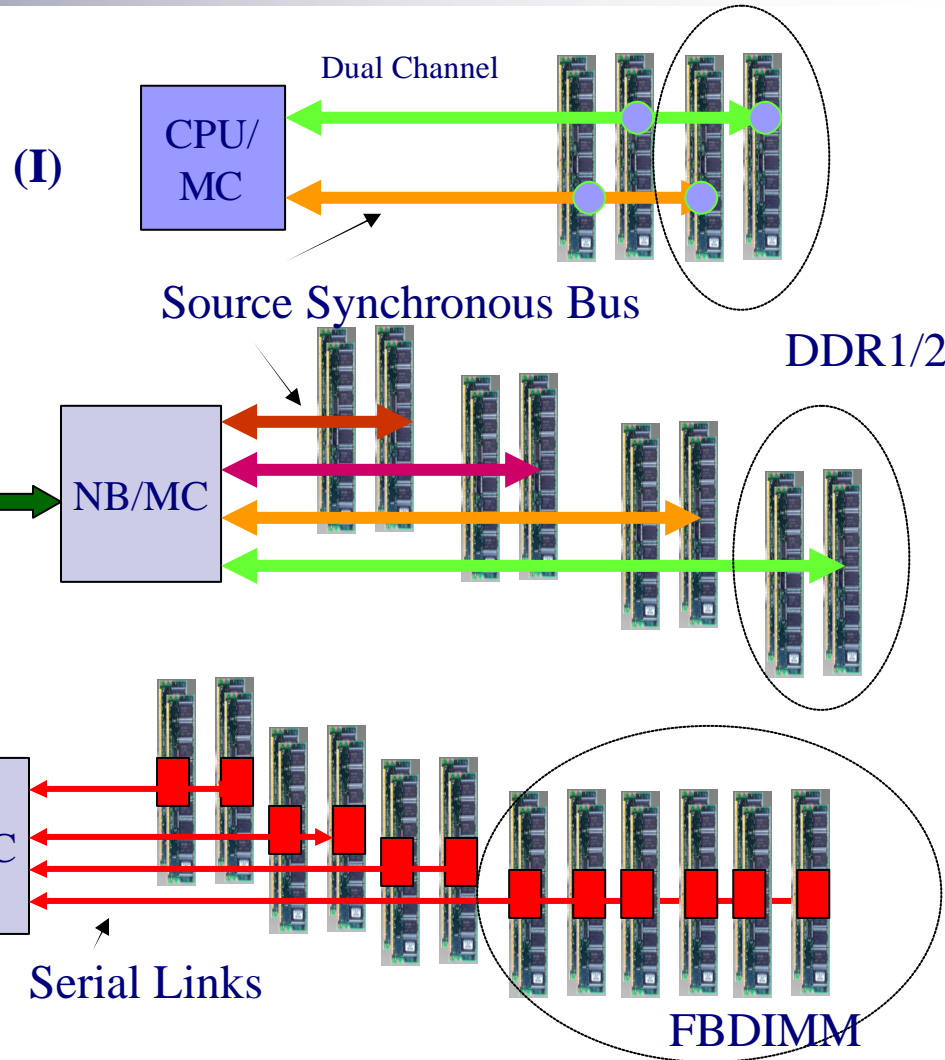 Dual Channel
CPU/
MC
(I)
Source Synchronous Bus
DDR1/2
NB/MC
C
Serial Links
FBDIMM